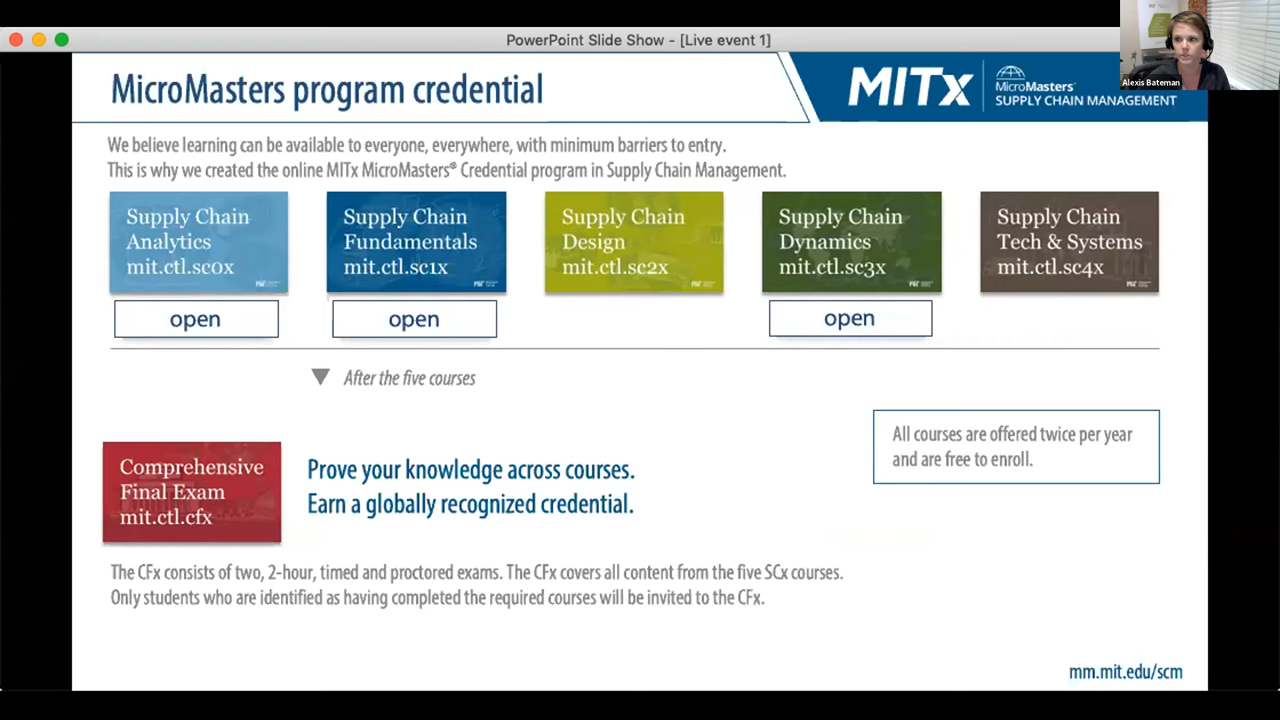 PowerPoint Slide Show - [Live event 1]
Alexis Bateman
MicroMasters program credential
MITx
MicroMasters®
SUPPLY CHAIN MANAGEMENT
We believe learning can be available to everyone, everywhere, with minimum barriers to entry.
This is why we created the online MITx MicroMasters® Credential program in Supply Chain Management.
Supply Chain
Analytics
mit.ctl.sc0x
open
Supply Chain
Fundamentals
mit.ctl.sc1x
open
Supply Chain
Design
mit.ctl.sc2x
Supply Chain
Dynamics
mit.ctl.sc3x
open
Supply Chain
Tech & Systems
mit.ctl.sc4x
After the five courses
All courses are offered twice per year
and are free to enroll.
Comprehensive
Final Exam
mit.ctl.cfx
Prove your knowledge across courses.
Earn a globally recognized credential.
The CFx consists of two, 2-hour, timed and proctored exams. The CFx covers all content from the five SCx courses.
Only students who are identified as having completed the required courses will be invited to the CFx.
mm.mit.edu/scm